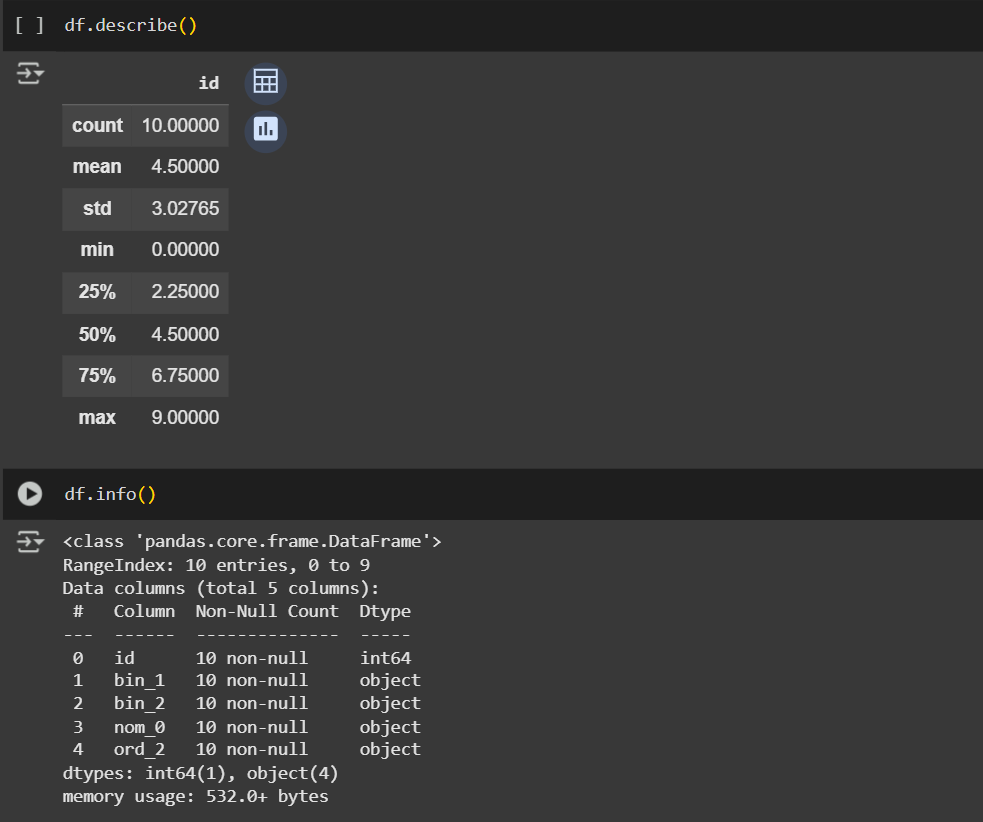 [ ] df.describe()
id
count 10.00000
mean 4.50000
std 3.02765
min 0.00000
25% 2.25000
50% 4.50000
75% 6.75000
max 9.00000
df.info()
<class 'pandas.core.frame.DataFrame'>
RangeIndex: 10 entries, 0 to 9
Data columns (total 5 columns):
 #   Column  Non-Null Count  Dtype
---  ------  --------------  -----
 0   id      10 non-null     int64
 1   bin_1   10 non-null     object
 2   bin_2   10 non-null     object
 3   nom_0   10 non-null     object
 4   ord_2   10 non-null     object
dtypes: int64(1), object(4)
memory usage: 532.0+ bytes